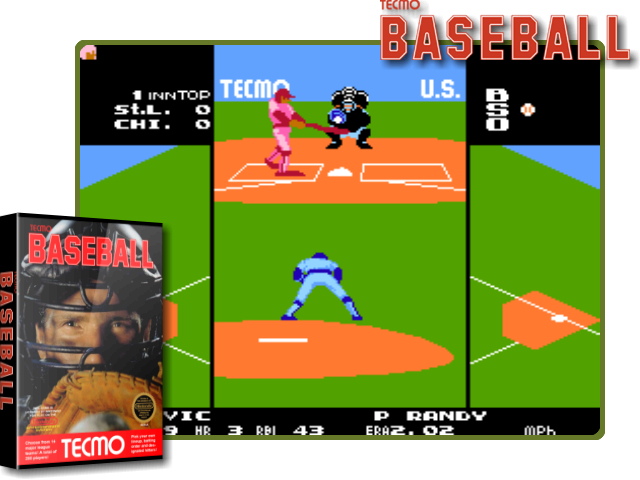 TECMO
BASEBALL
1 INNTOP
St.L. 0
CHI. 0
TECMO
U.S.
B
S
O
VIC
P RANDY
9 HR 3 RBI 43
ERA2.02
MPh
TECMO
BASEBALL
BASEBALL
TECMO